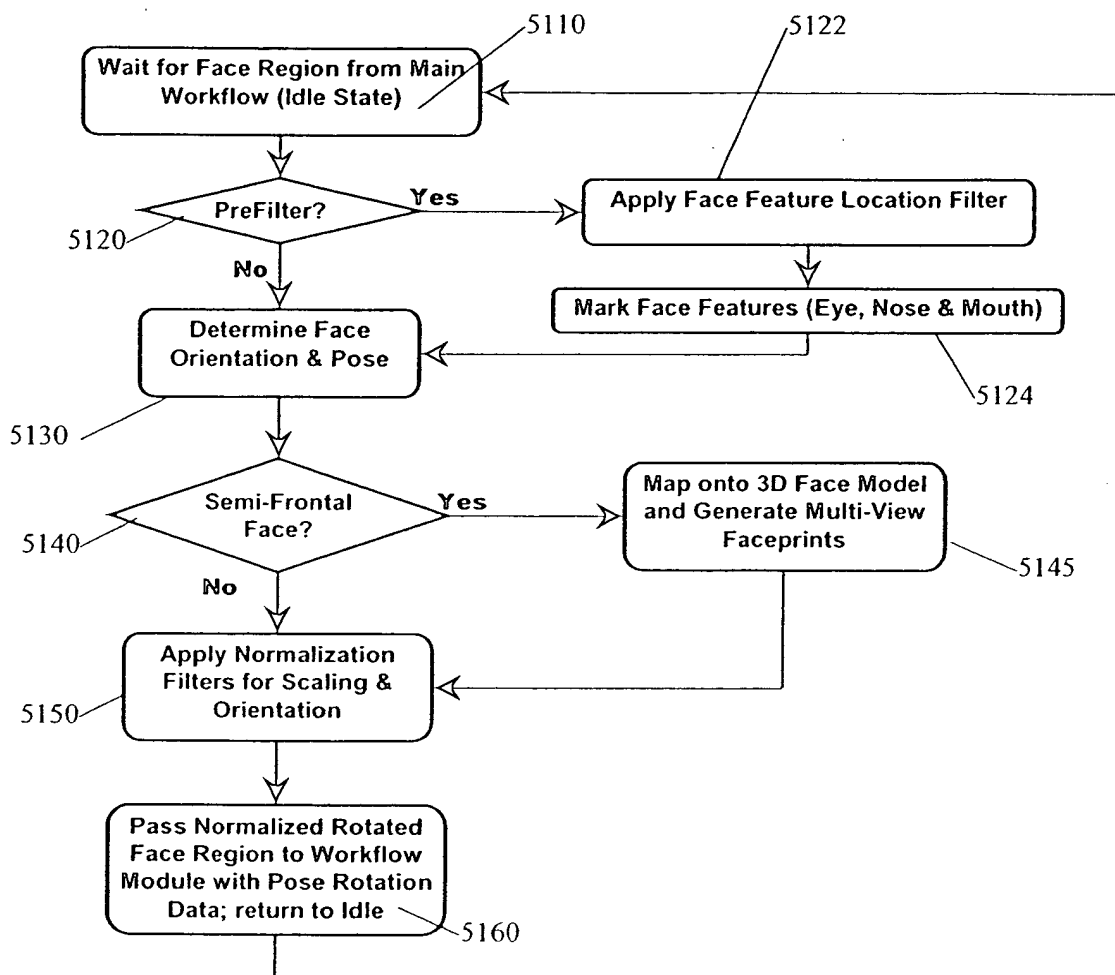 5110
5122
Wait for Face Region from Main
Workflow (Idle State)
PreFilter?
Yes
Apply Face Feature Location Filter
5120
No
Mark Face Features (Eye, Nose & Mouth)
Determine Face
Orientation & Pose
5124
5130
Semi-Frontal
Face?
Yes
Map onto 3D Face Model
and Generate Multi-View
Faceprints
5140
5145
No
Apply Normalization
Filters for Scaling &
Orientation
5150
Pass Normalized Rotated
Face Region to Workflow
Module with Pose Rotation
Data; return to Idle
5160